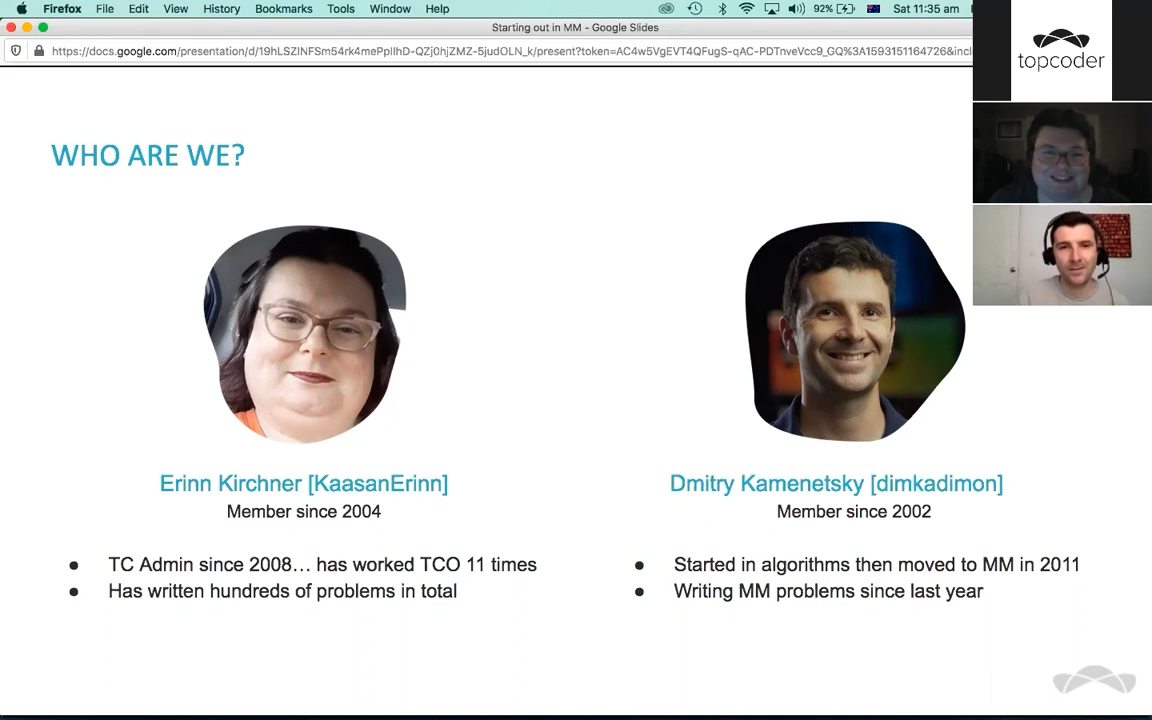 Firefox File Edit View History Bookmarks Tools Window Help 92% Sat 11:35 am
Starting out in MM - Google Slides
topcoder
WHO ARE WE?
Erinn Kirchner [KaasanErinn]
Member since 2004
● TC Admin since 2008… has worked TCO 11 times
● Has written hundreds of problems in total
Dmitry Kamenetsky [dimkadimon]
Member since 2002
● Started in algorithms then moved to MM in 2011
● Writing MM problems since last year